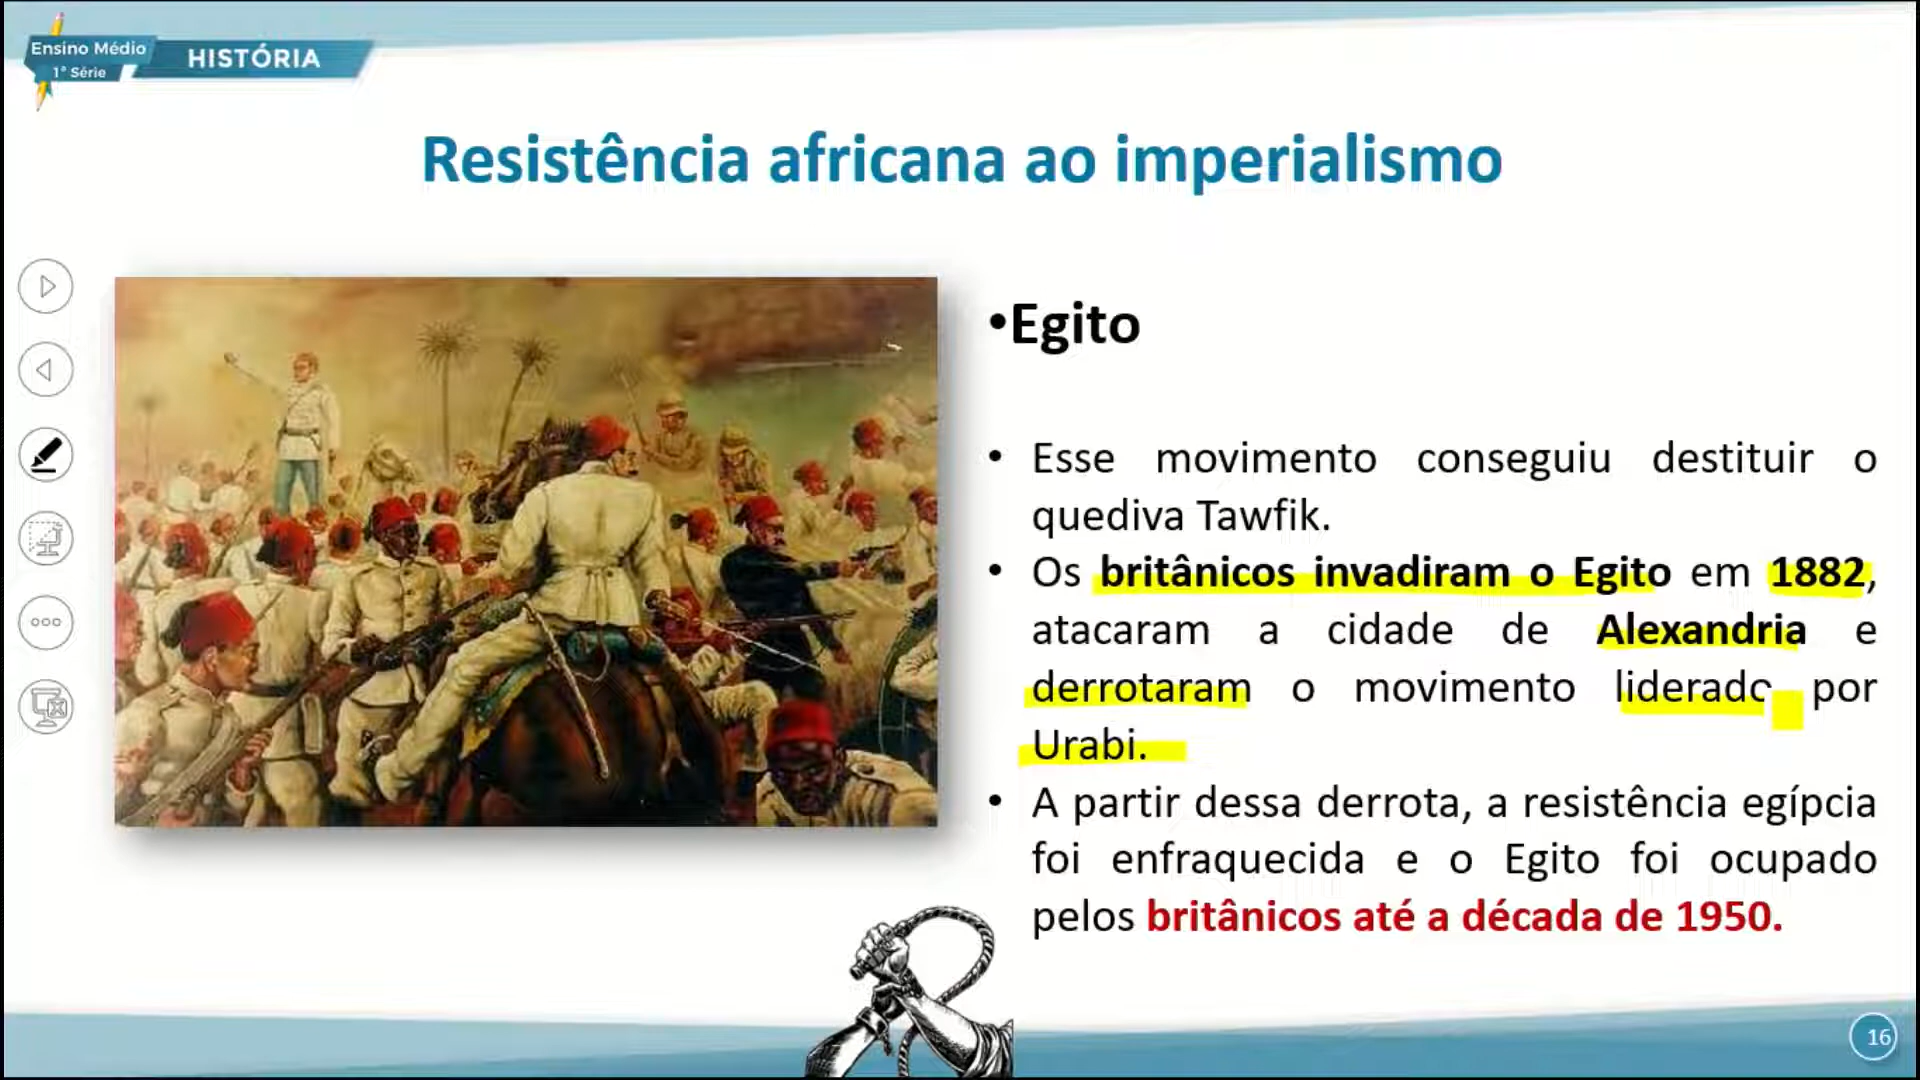 Ensino Médio
1ª Série
HISTÓRIA
Resistência africana ao imperialismo
•Egito
• Esse movimento conseguiu destituir o
quediva Tawfik.
• Os britânicos invadiram o Egito em 1882,
atacaram a cidade de Alexandria e
derrotaram o movimento liderado por
Urabi.
• A partir dessa derrota, a resistência egípcia
foi enfraquecida e o Egito foi ocupado
pelos britânicos até a década de 1950.
16